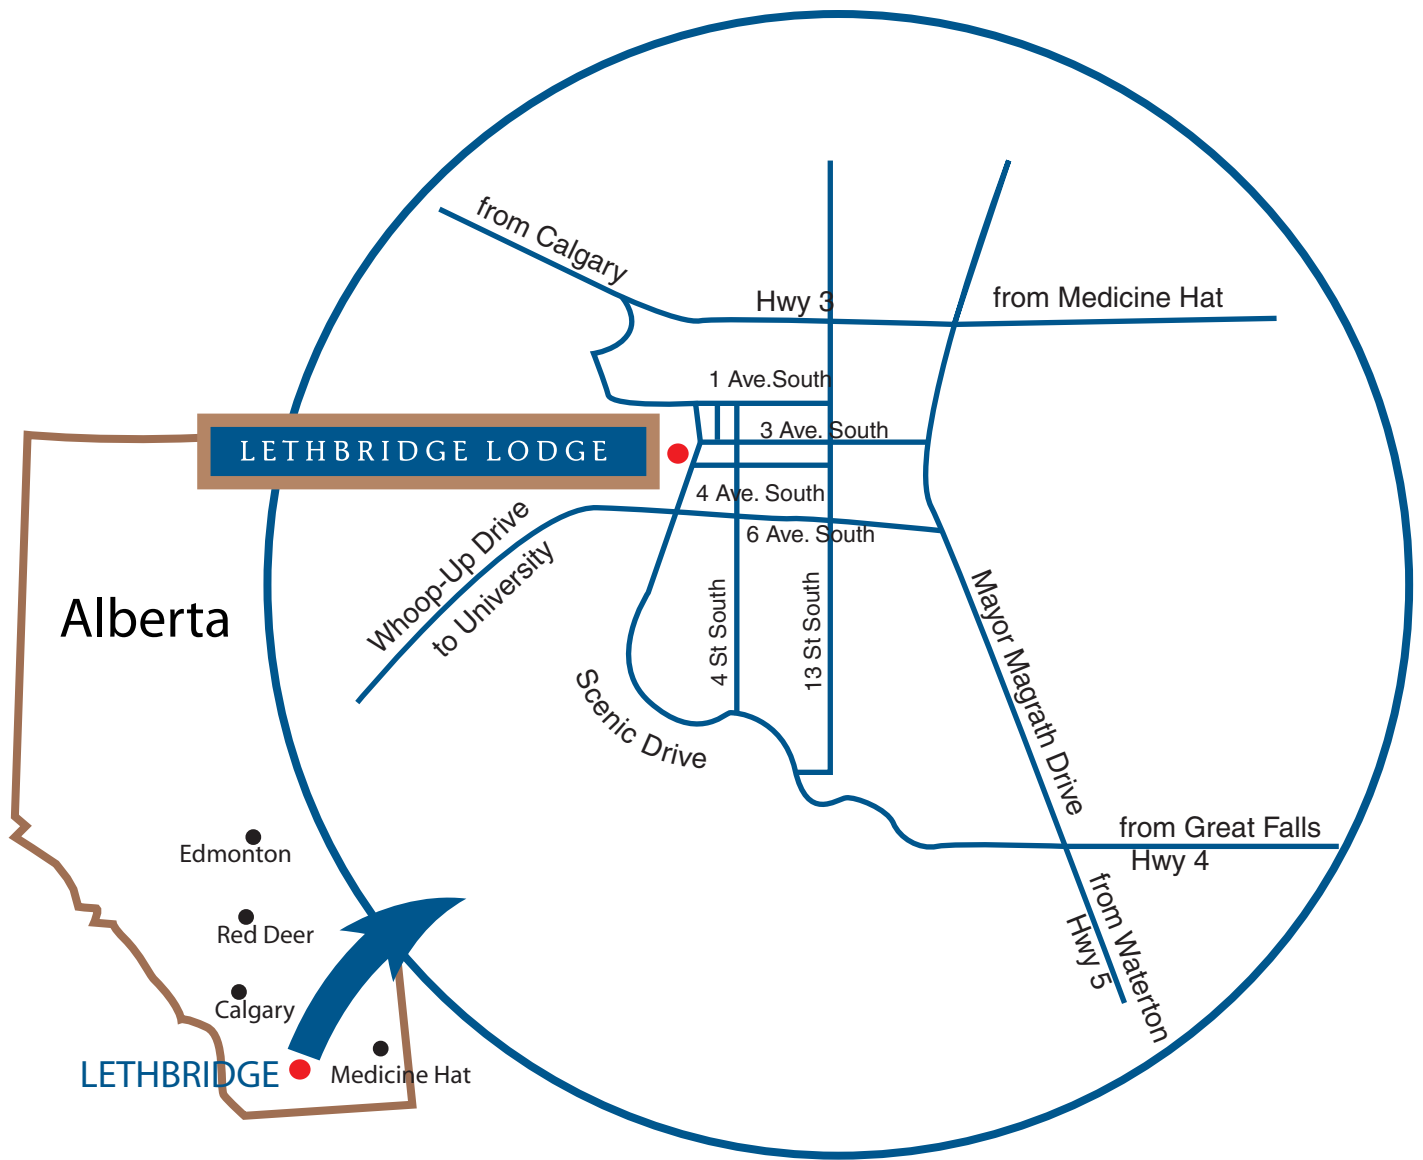 from Calgary
Hwy 3
from Medicine Hat
1 Ave.South
3 Ave. South
LETHBRIDGE LODGE
4 Ave. South
6 Ave. South
Whoop-Up Drive
to University
4 St South
13 St South
Scenic Drive
Mayor Magrath Drive
from Great Falls
Hwy 4
from Waterton
Hwy 5
Alberta
Edmonton
Red Deer
Calgary
LETHBRIDGE
Medicine Hat